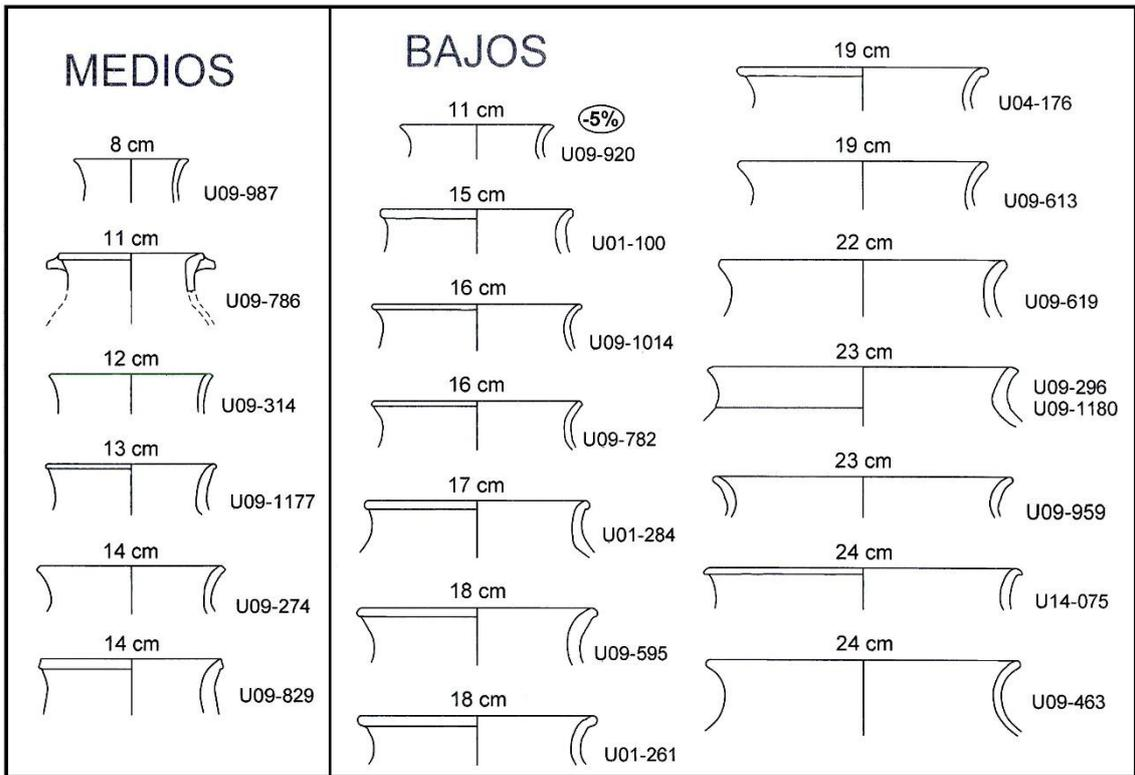 MEDIOS
8 cm
U09-987
11 cm
U09-786
12 cm
U09-314
13 cm
U09-1177
14 cm
U09-274
14 cm
U09-829
BAJOS
11 cm
-5%
U09-920
15 cm
U01-100
16 cm
U09-1014
16 cm
U09-782
17 cm
U01-284
18 cm
U09-595
18 cm
U01-261
19 cm
U04-176
19 cm
U09-613
22 cm
U09-619
23 cm
U09-296
U09-1180
23 cm
U09-959
24 cm
U14-075
24 cm
U09-463